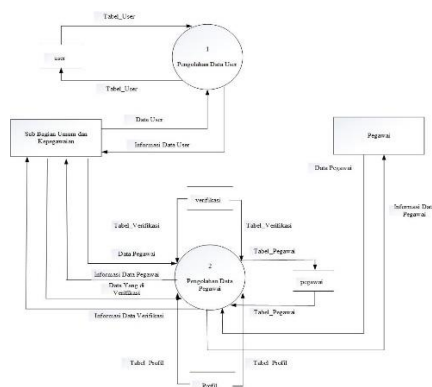 Tabel_User
1
Pengolahan Data User
user
Tabel_User
Data User
Sub Bagian Umum dan
Kepegawaian
Informasi Data User
Pegawai
Data Pegawai
Informasi Data
Pegawai
verifikasi
Tabel_Verifikasi
Tabel_Verifikasi
Tabel_Pegawai
Data Pegawai
2
Pengolahan Data
Pegawai
Informasi Data Pegawai
Data Yang di
Verifikasi
pegawai
Informasi Data Verifikasi
Tabel_Pegawai
Tabel_Profil
Tabel_Profil
Profil